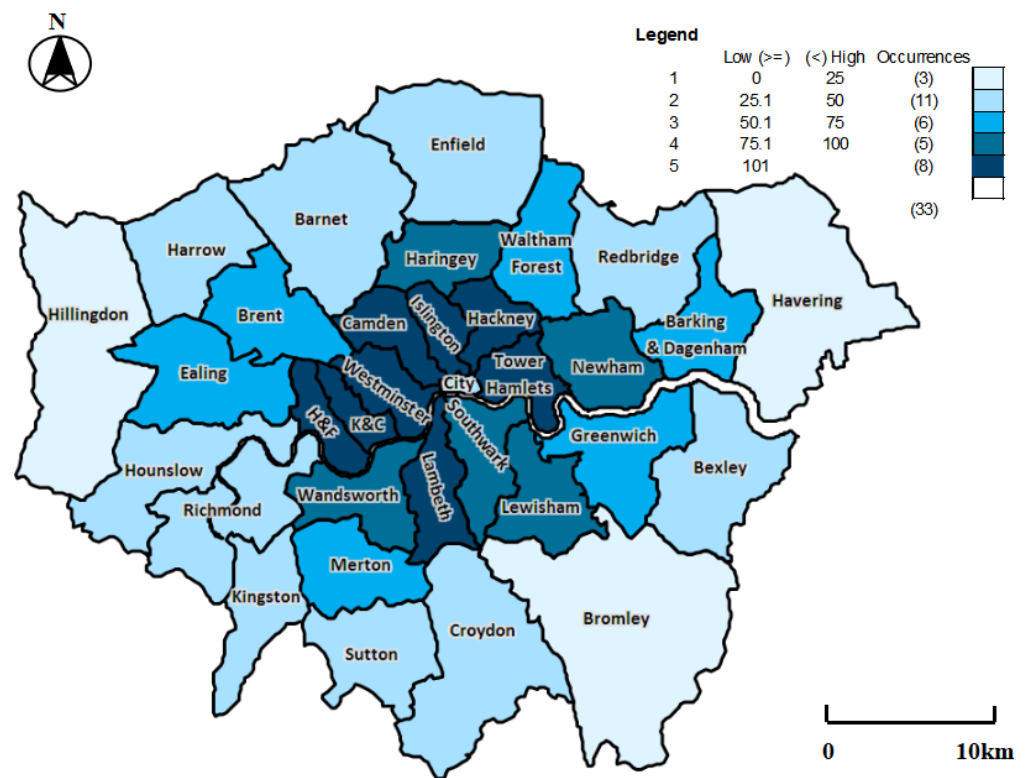 N
Legend
Low (>=) (<) High Occurrences
1 0 25 (3)
2 25.1 50 (11)
3 50.1 75 (6)
4 75.1 100 (5)
5 101 (8)
(33)
Enfield
Barnet
Harrow
Haringey
Waltham
Forest
Redbridge
Havering
Hillingdon
Brent
Camden
Islington
Hackney
Barking
& Dagenham
Ealing
Westminster
City
Tower
Hamlets
Newham
H&F
K&C
Southwark
Greenwich
Hounslow
Bexley
Lambeth
Richmond
Wandsworth
Lewisham
Merton
Kingston
Croydon
Bromley
Sutton
0 10km